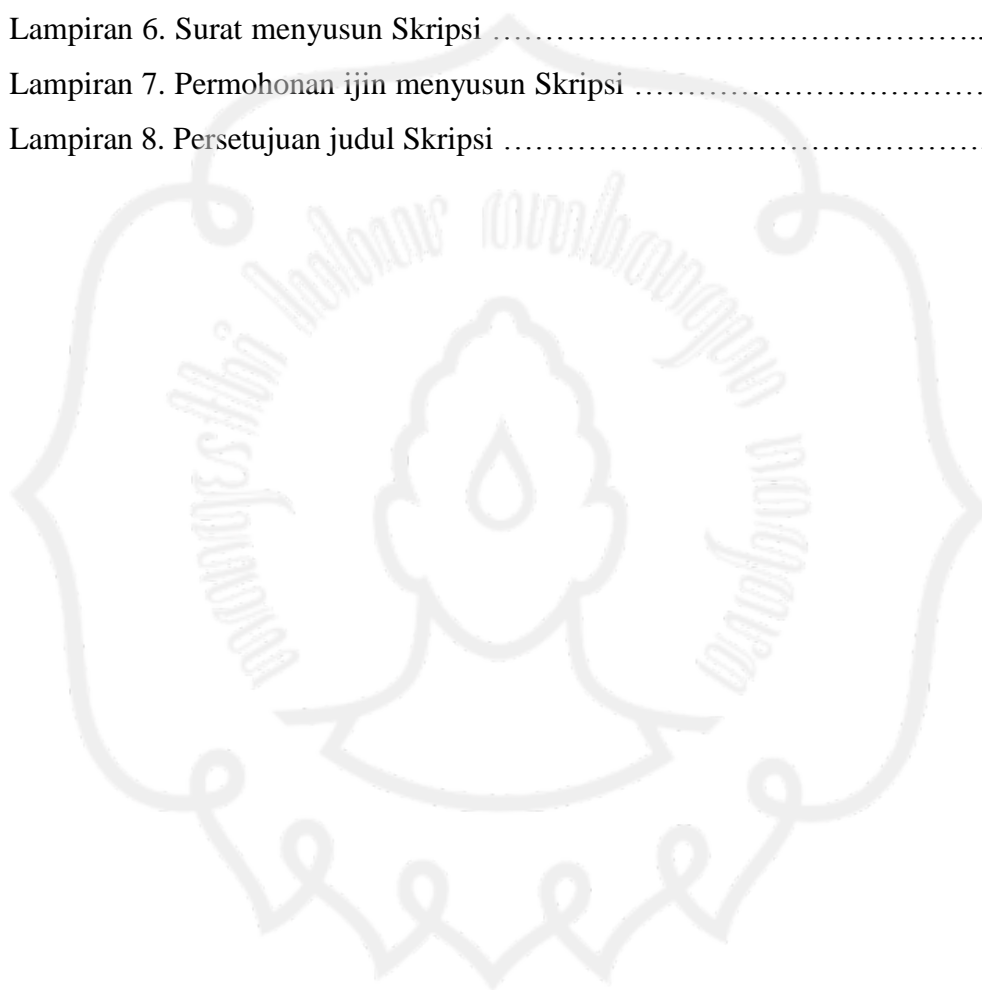 Lampiran 6. Surat menyusun Skripsi ………………………………………...
Lampiran 7. Permohonan ijin menyusun Skripsi ……………………………
Lampiran 8. Persetujuan judul Skripsi ……………………………………….